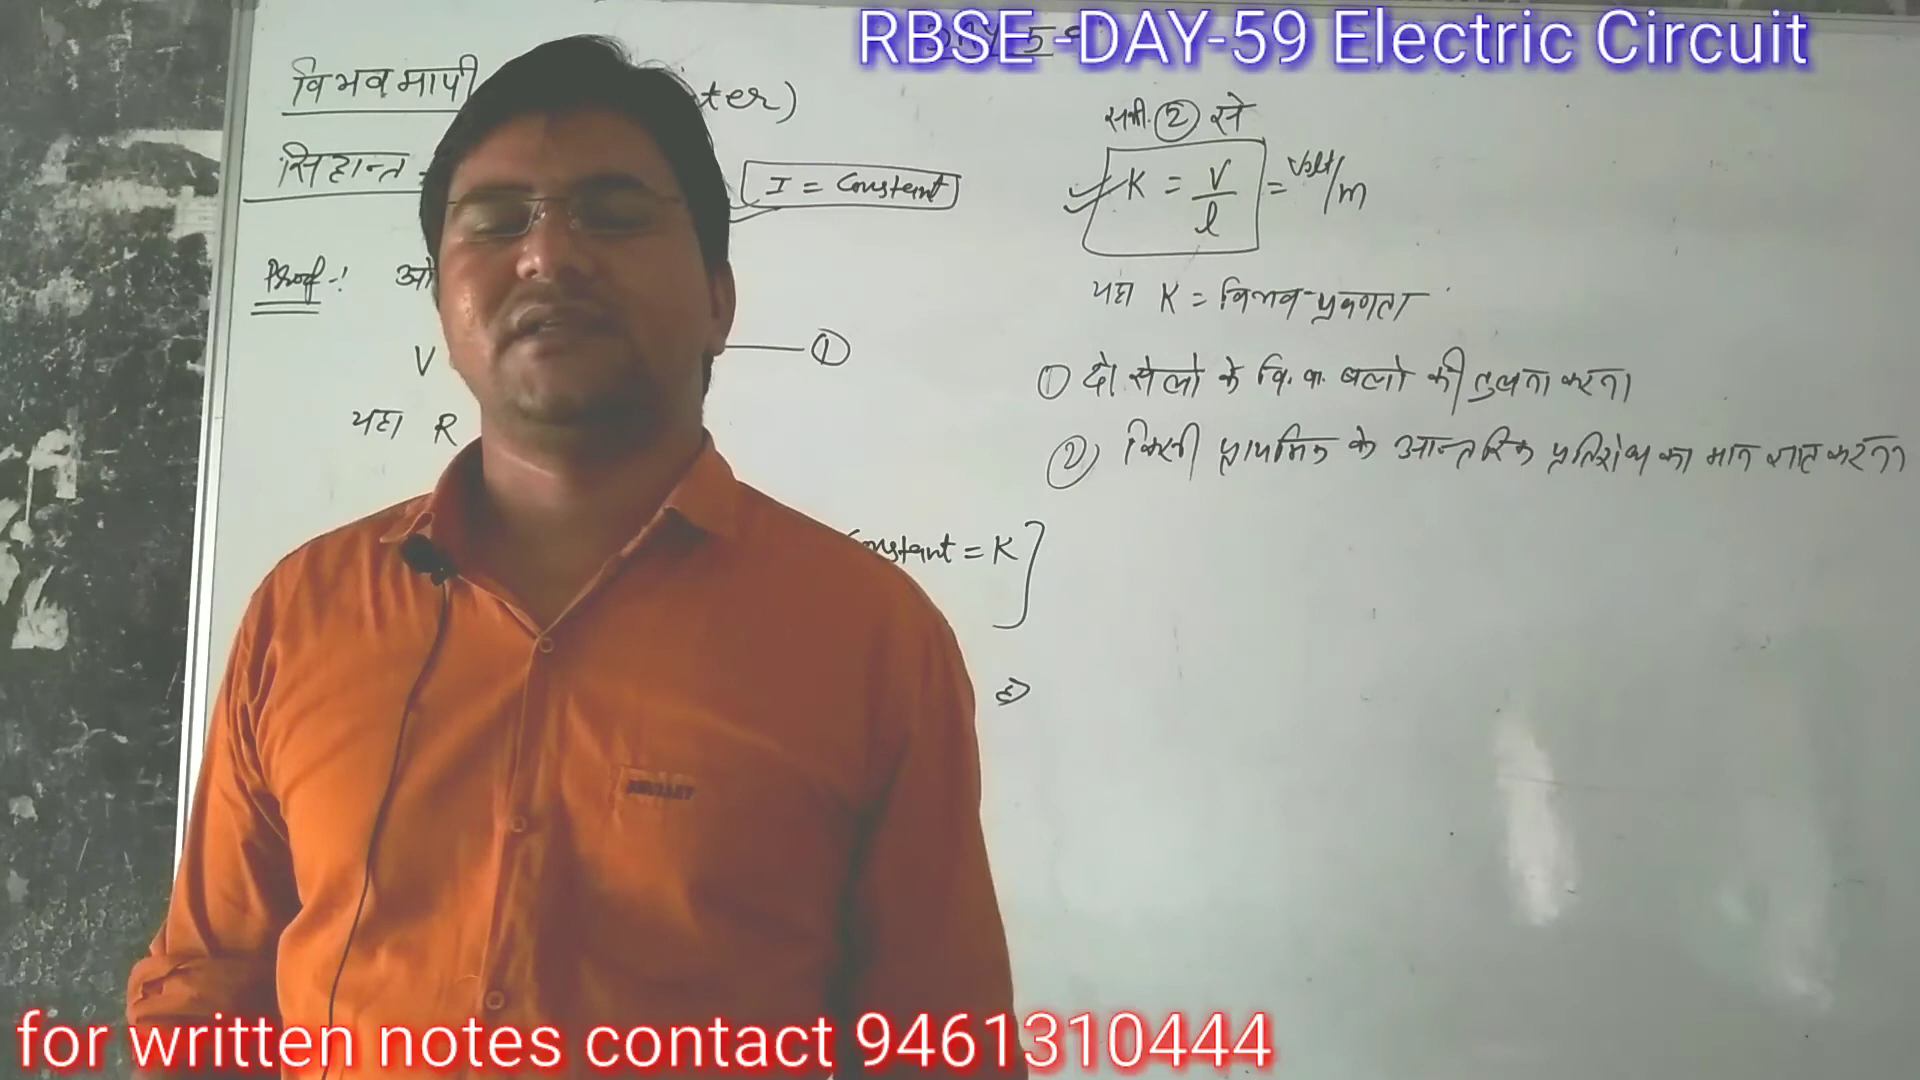 RBSE -DAY-59 Electric Circuit
विभवमापी ter)
सिद्धान्त I = Constant
Proof -: ओ
V ①
यहा R
Constant = K
समी. ② से
K = V/l = Volt/m
यहा K = विभव-प्रवणता
① दो सेलो के वि. वा. बलो की तुलना करना
② किसी प्राथमिक के आन्तरिक प्रतिरोध का मान ज्ञात करना
for written notes contact 9461310444